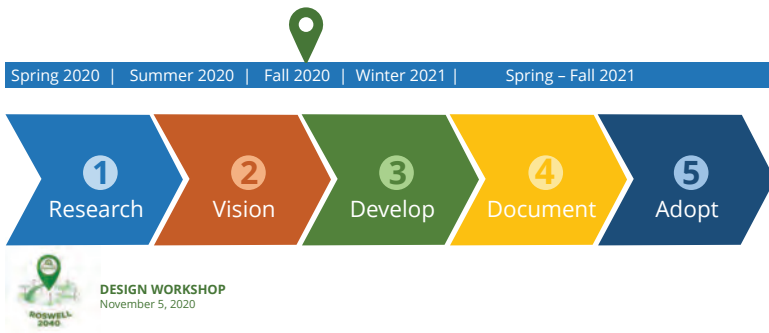 Spring 2020 | Summer 2020 | Fall 2020 | Winter 2021 | Spring – Fall 2021
1 2 3 4 5
Research Vision Develop Document Adopt
DESIGN WORKSHOP
November 5, 2020
ROSWELL
2040